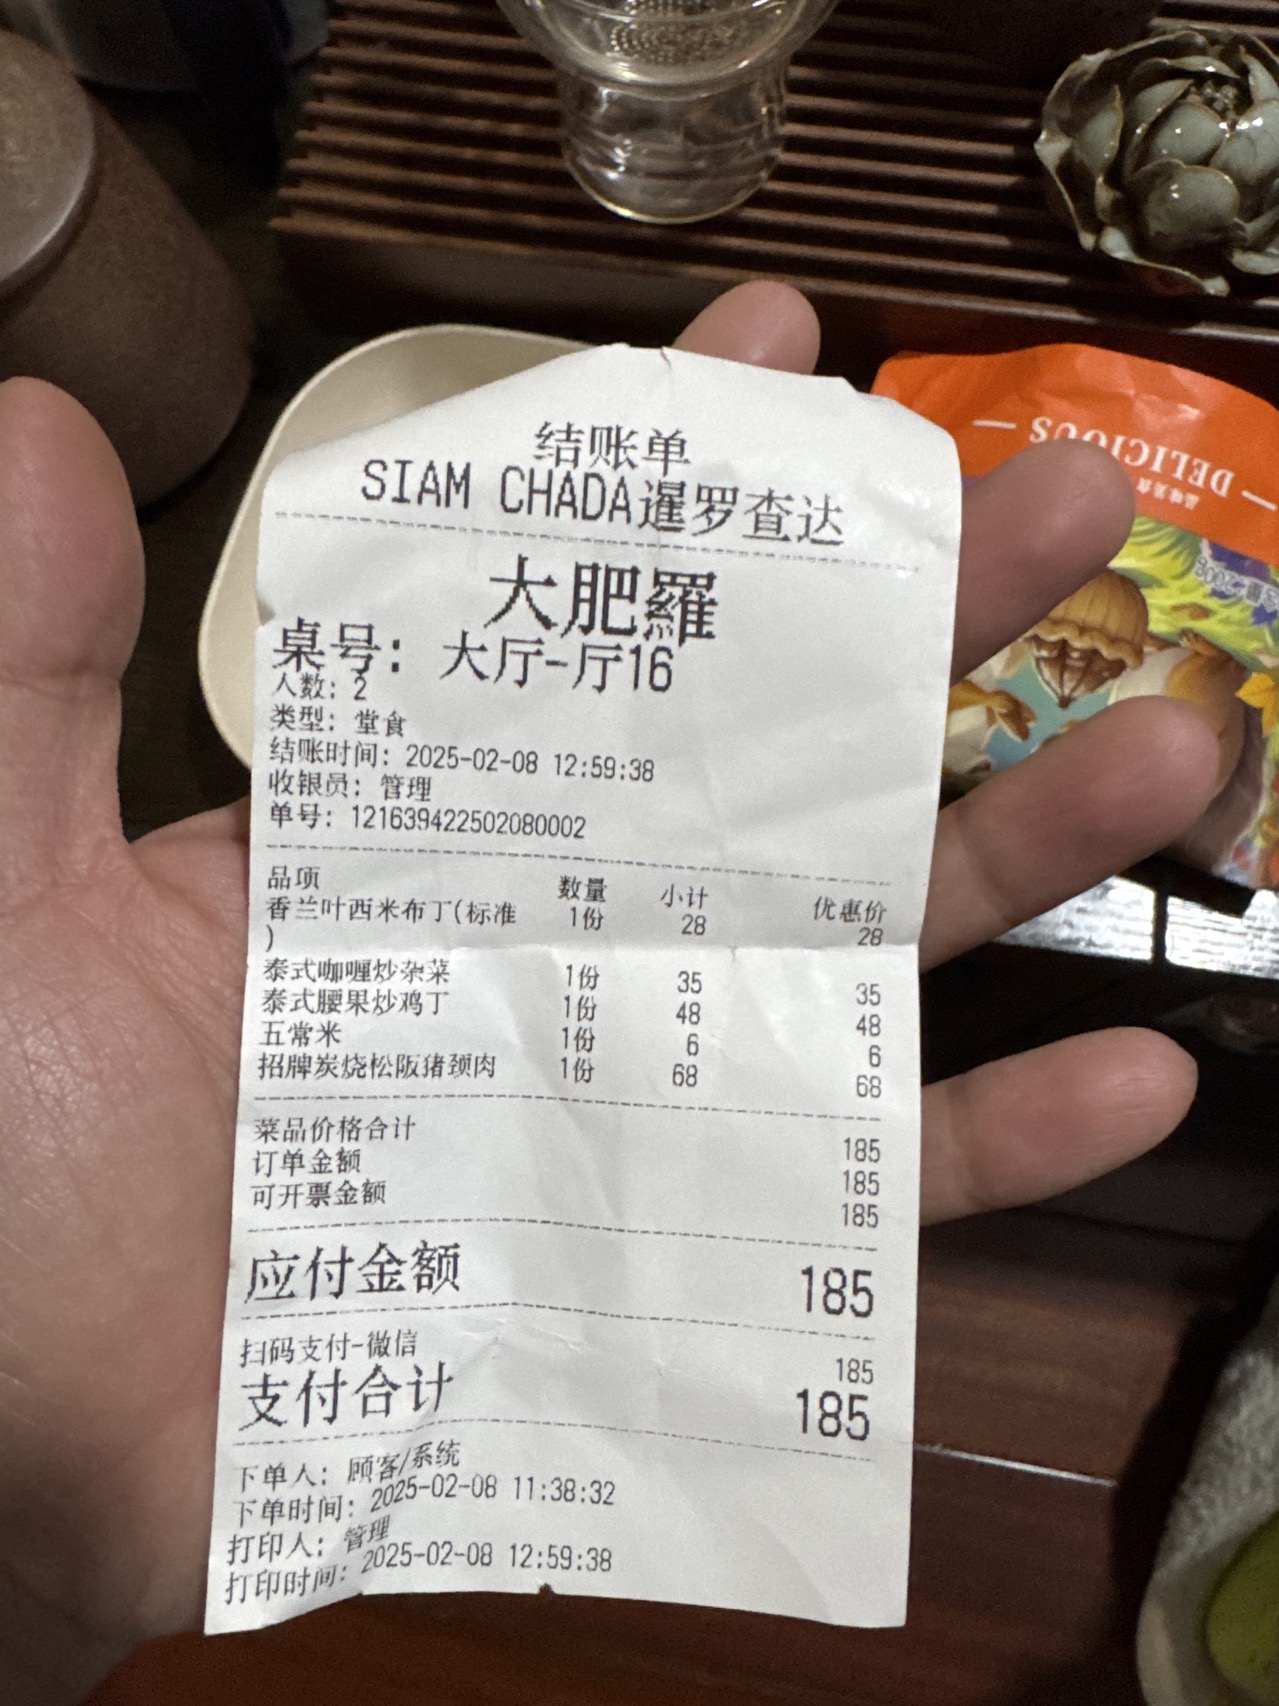 结账单
SIAM CHADA暹罗查达
大肥羅
桌号: 大厅-厅16
人数: 2
类型: 堂食
结账时间: 2025-02-08 12:59:38
收银员: 管理
单号: 121639422502080002
品项 数量 小计 优惠价
香兰叶西米布丁(标准 1份 28 28
)
泰式咖喱炒杂菜 1份 35 35
泰式腰果炒鸡丁 1份 48 48
五常米 1份 6 6
招牌炭烧松阪猪颈肉 1份 68 68
菜品价格合计 185
订单金额 185
可开票金额 185
应付金额 185
扫码支付-微信 185
支付合计 185
下单人: 顾客/系统
下单时间: 2025-02-08 11:38:32
打印人: 管理
打印时间: 2025-02-08 12:59:38
— DELICIOUS —